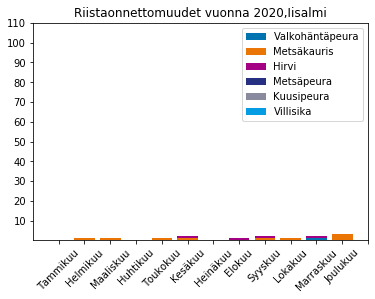 Riistaonnettomuudet vuonna 2020,Iisalmi
110
100
90
80
70
60
50
40
30
20
10
Valkohäntäpeura
Metsäkauris
Hirvi
Metsäpeura
Kuusipeura
Villisika
Tammikuu
Helmikuu
Maaliskuu
Huhtikuu
Toukokuu
Kesäkuu
Heinäkuu
Elokuu
Syyskuu
Lokakuu
Marraskuu
Joulukuu